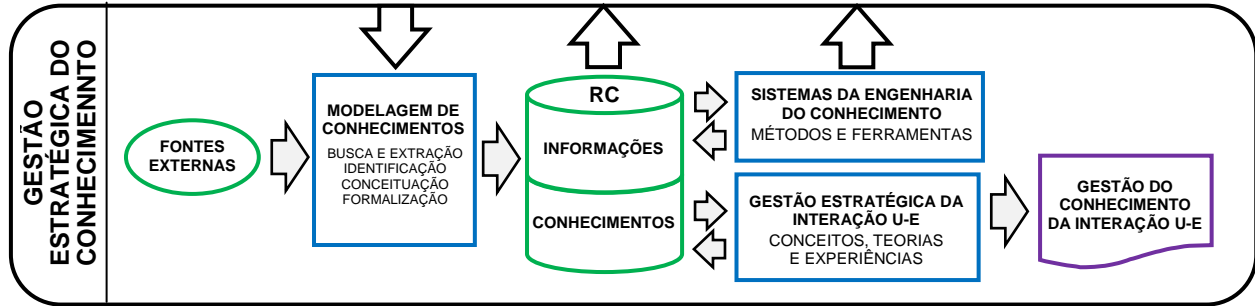 GESTÃO
ESTRATÉGICA DO
CONHECIMENNTO
FONTES
EXTERNAS
MODELAGEM DE
CONHECIMENTOS
BUSCA E EXTRAÇÃO
IDENTIFICAÇÃO
CONCEITUAÇÃO
FORMALIZAÇÃO
RC
INFORMAÇÕES
CONHECIMENTOS
SISTEMAS DA ENGENHARIA
DO CONHECIMENTO
MÉTODOS E FERRAMENTAS
GESTÃO ESTRATÉGICA DA
INTERAÇÃO U-E
CONCEITOS, TEORIAS
E EXPERIÊNCIAS
GESTÃO DO
CONHECIMENTO
DA INTERAÇÃO U-E